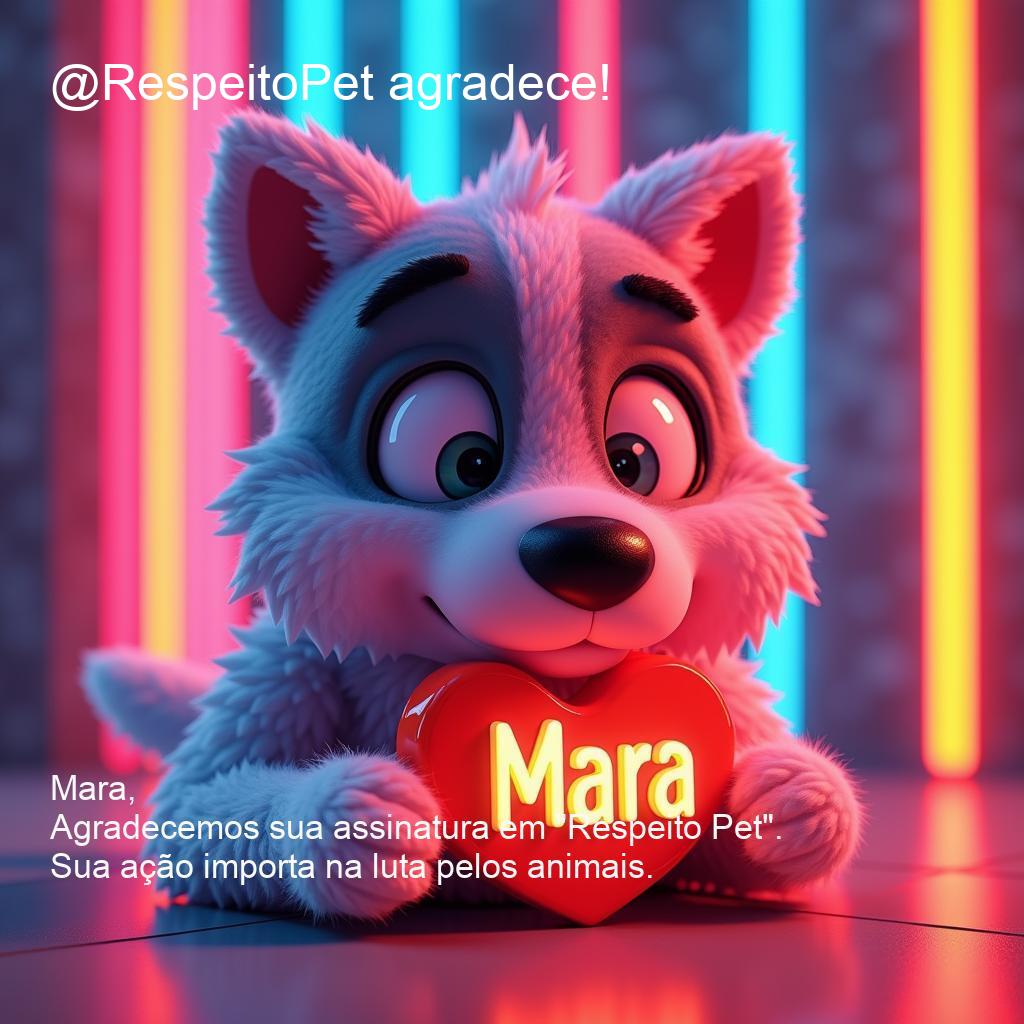 @RespeitoPet agradece!
Mara
Mara,
Agradecemos sua assinatura em "Respeito Pet".
Sua ação importa na luta pelos animais.